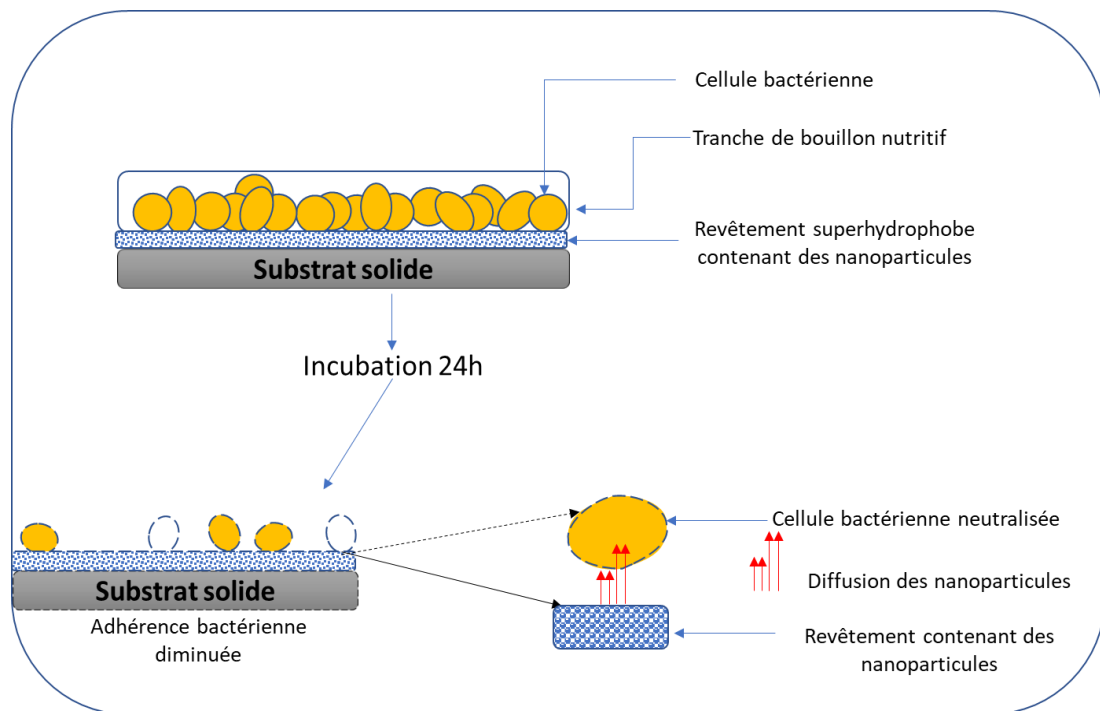 Cellule bactérienne
Tranche de bouillon nutritif
Revêtement superhydrophobe
contenant des nanoparticules
Substrat solide
Incubation 24h
Cellule bactérienne neutralisée
Diffusion des nanoparticules
Substrat solide
Adhérence bactérienne
diminuée
Revêtement contenant des
nanoparticules